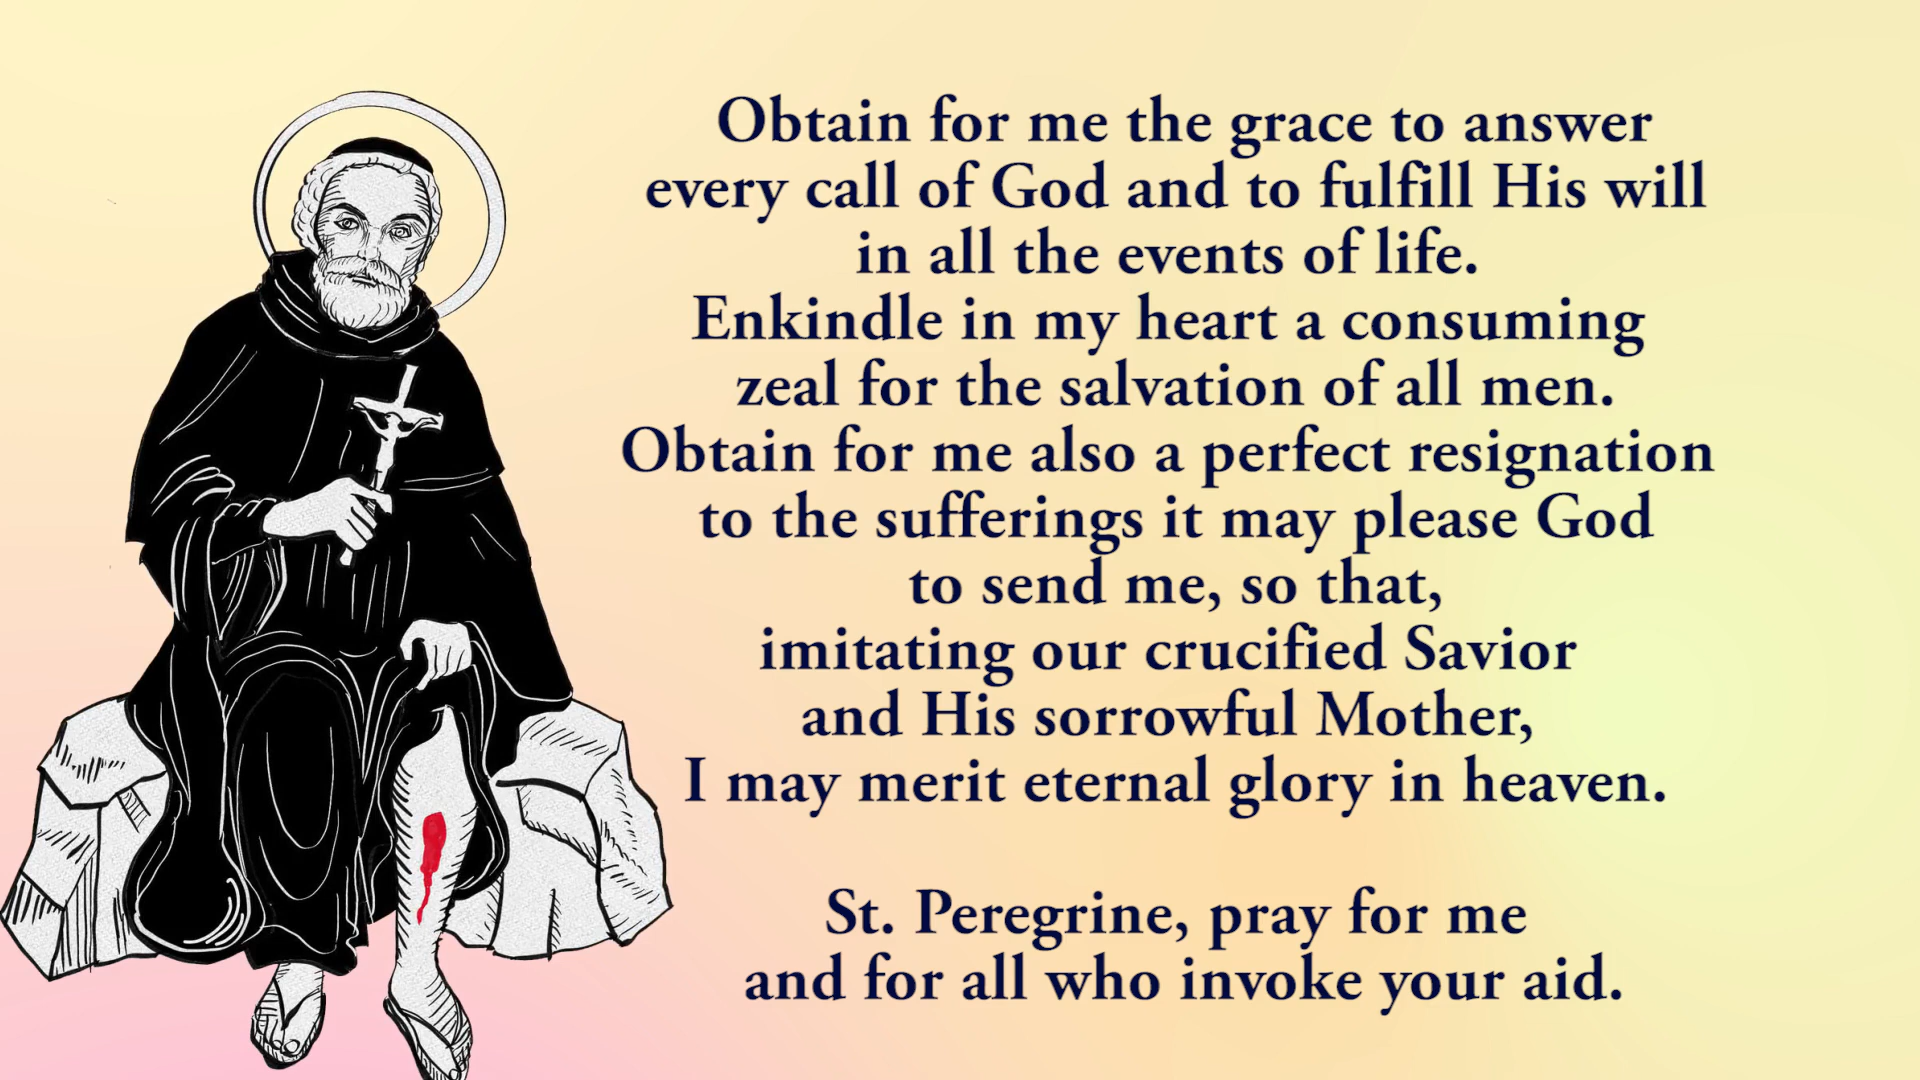 Obtain for me the grace to answer
every call of God and to fulfill His will
in all the events of life.
Enkindle in my heart a consuming
zeal for the salvation of all men.
Obtain for me also a perfect resignation
to the sufferings it may please God
to send me, so that,
imitating our crucified Savior
and His sorrowful Mother,
I may merit eternal glory in heaven.
St. Peregrine, pray for me
and for all who invoke your aid.